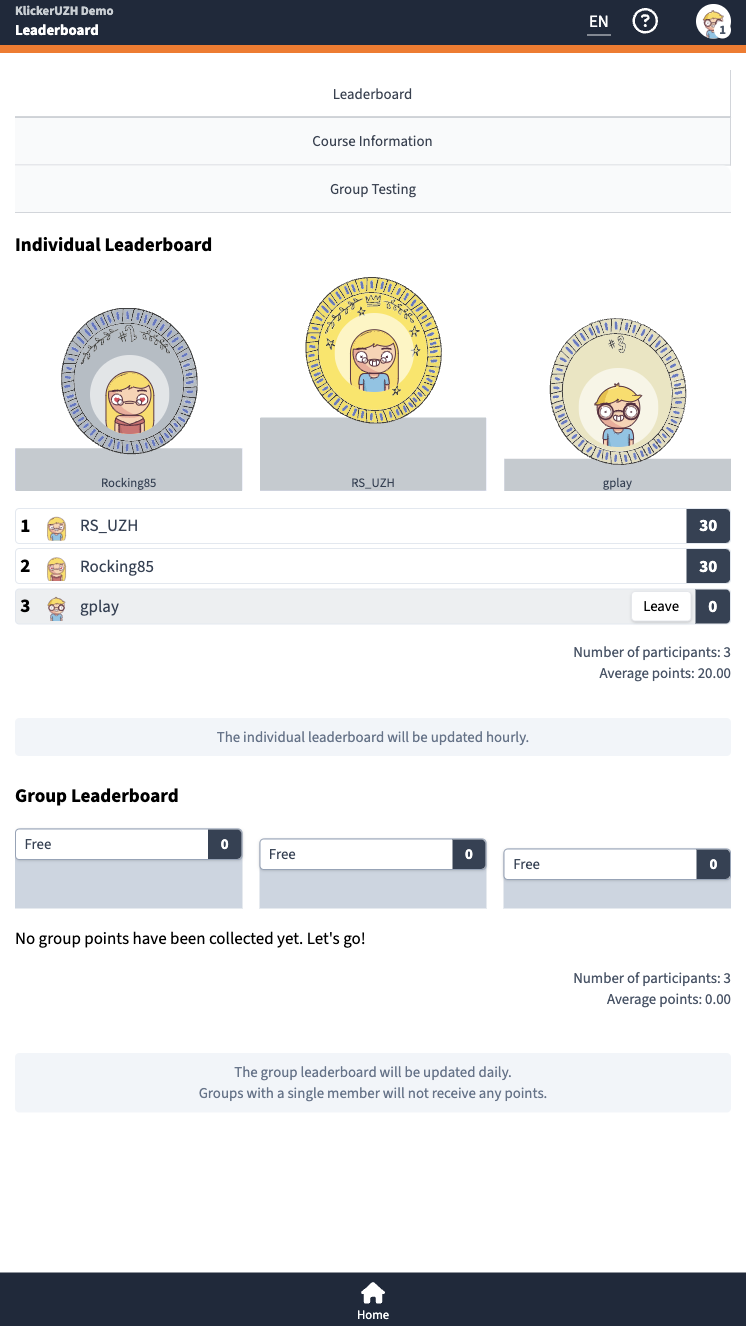 KlickerUZH Demo
Leaderboard
EN
?
1
Leaderboard
Course Information
Group Testing
Individual Leaderboard
#2
#3
Rocking85
RS_UZH
gplay
1 RS_UZH 30
2 Rocking85 30
3 gplay Leave 0
Number of participants: 3
Average points: 20.00
The individual leaderboard will be updated hourly.
Group Leaderboard
Free 0
Free 0
Free 0
No group points have been collected yet. Let's go!
Number of participants: 3
Average points: 0.00
The group leaderboard will be updated daily.
Groups with a single member will not receive any points.
Home